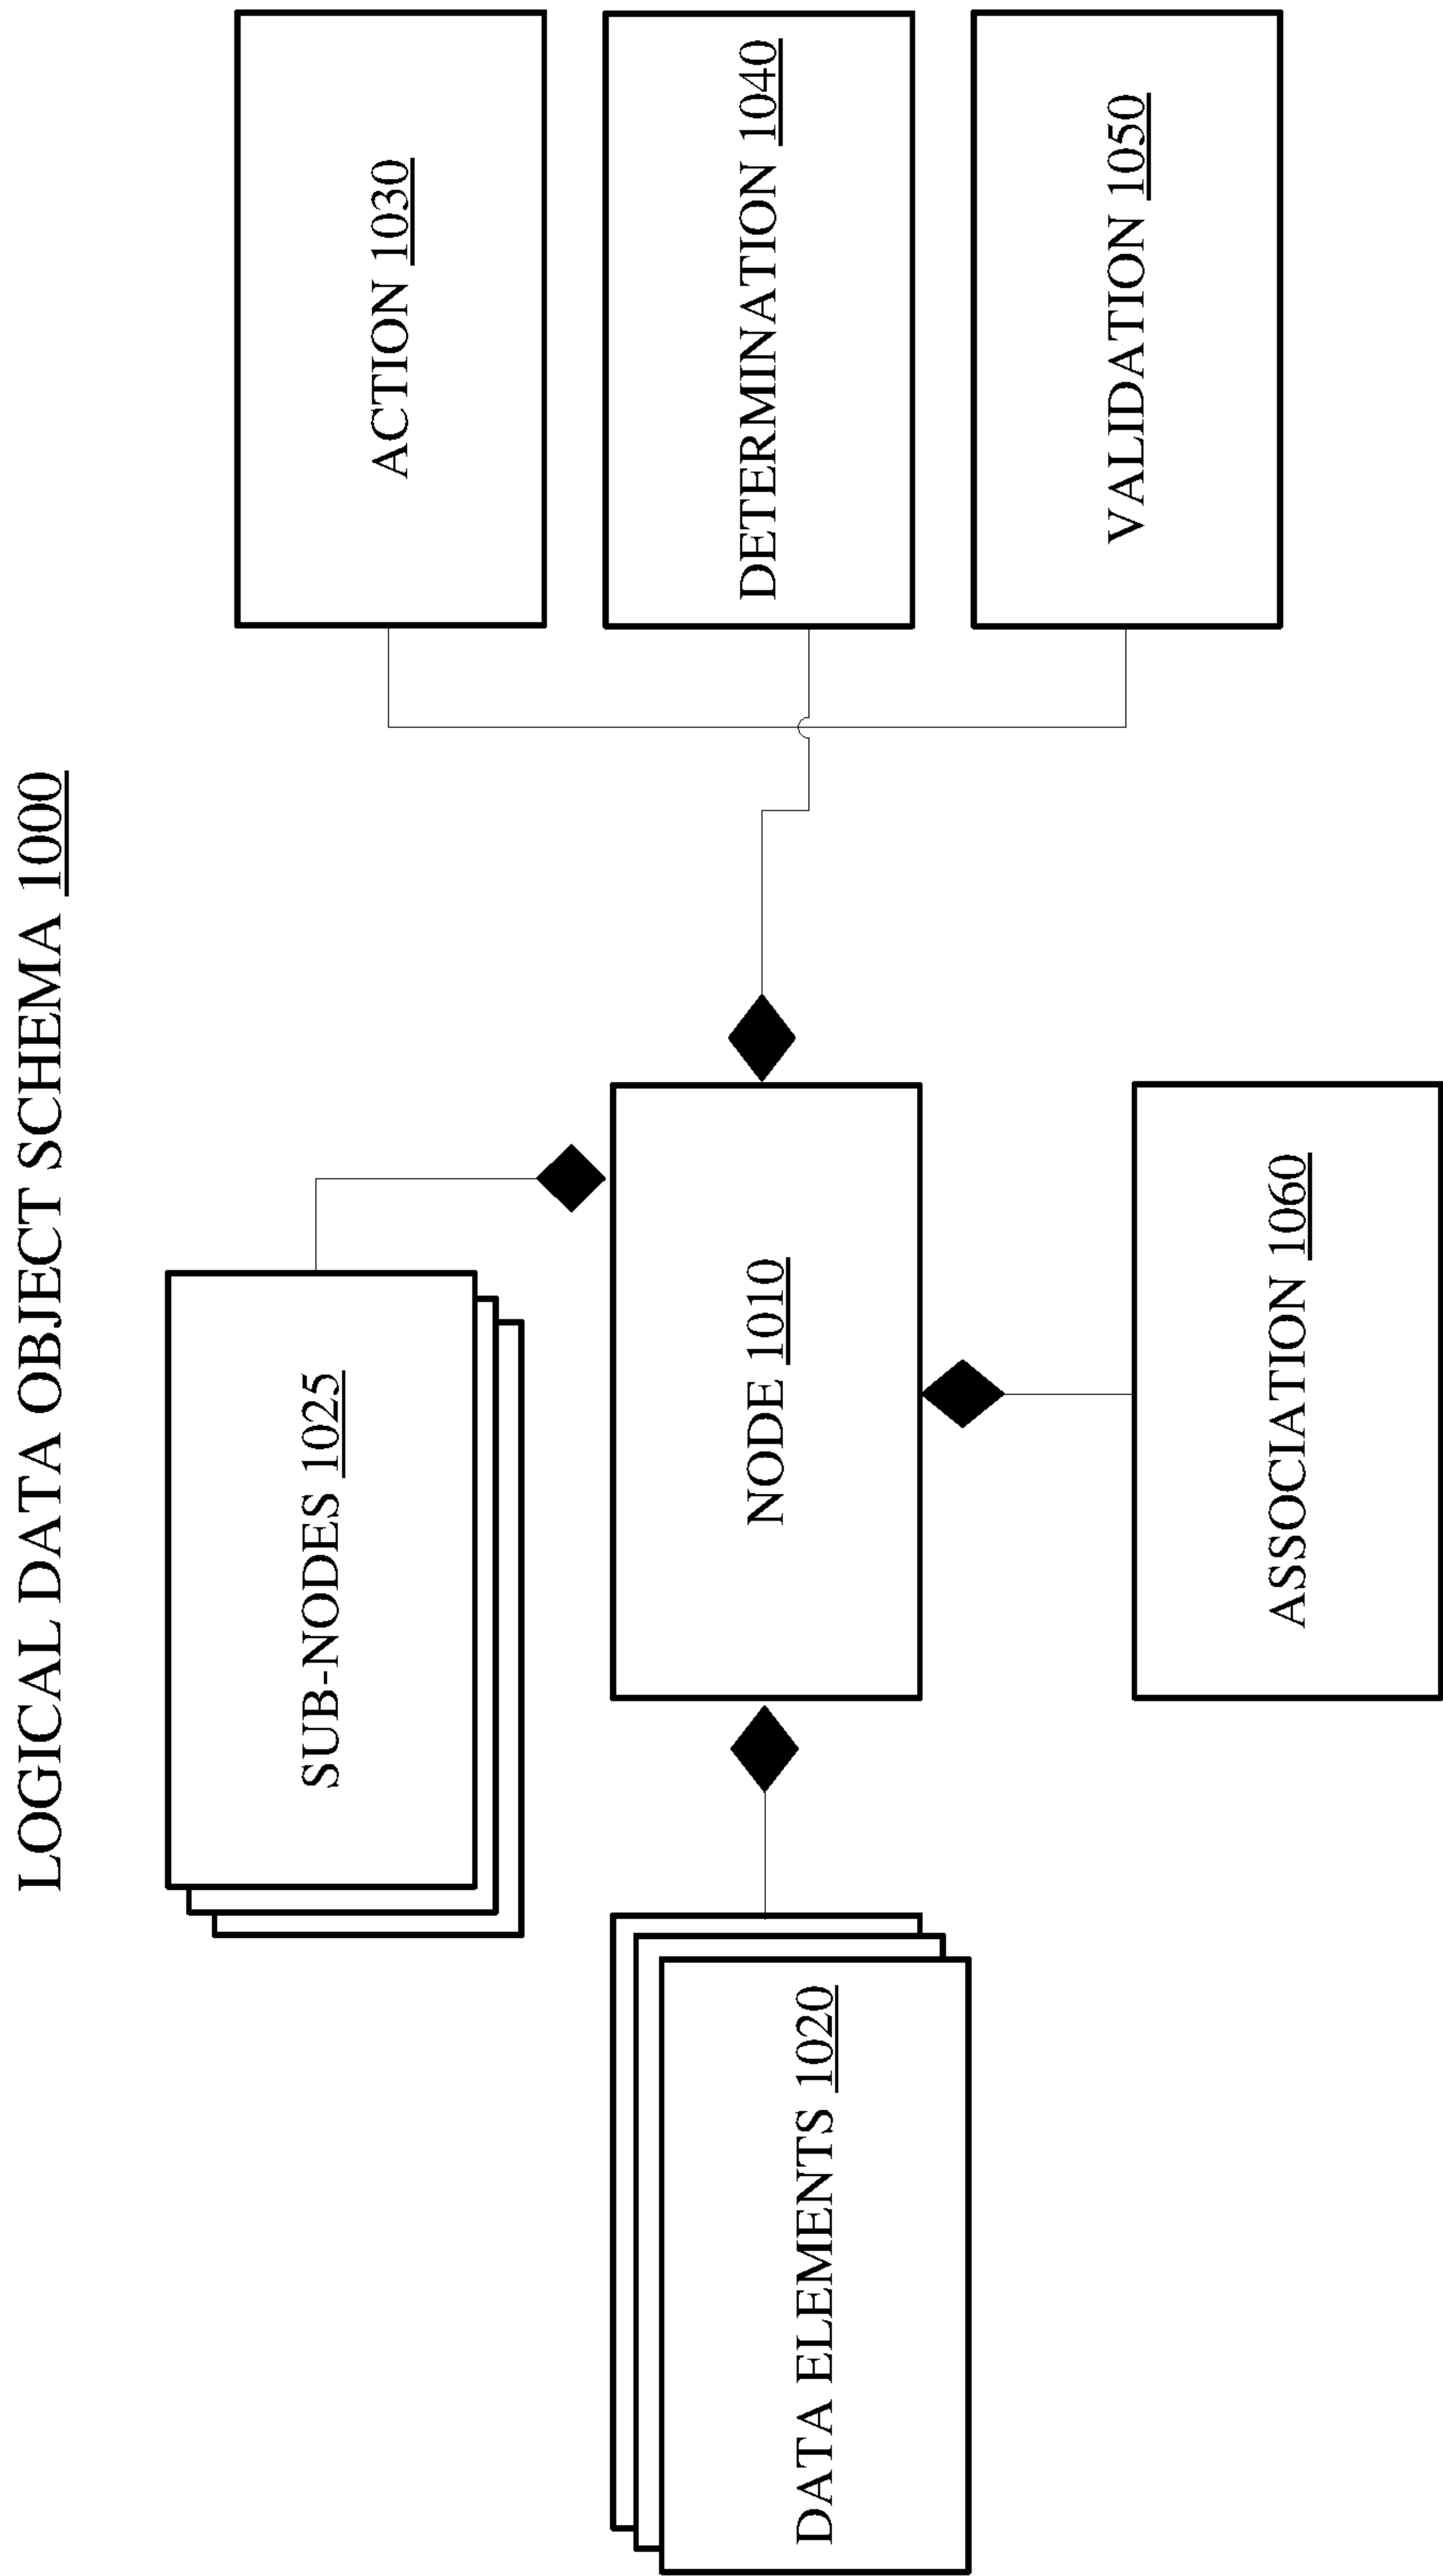 LOGICAL DATA OBJECT SCHEMA 1000
SUB-NODES 1025
ACTION 1030
DATA ELEMENTS 1020
NODE 1010
DETERMINATION 1040
ASSOCIATION 1060
VALIDATION 1050